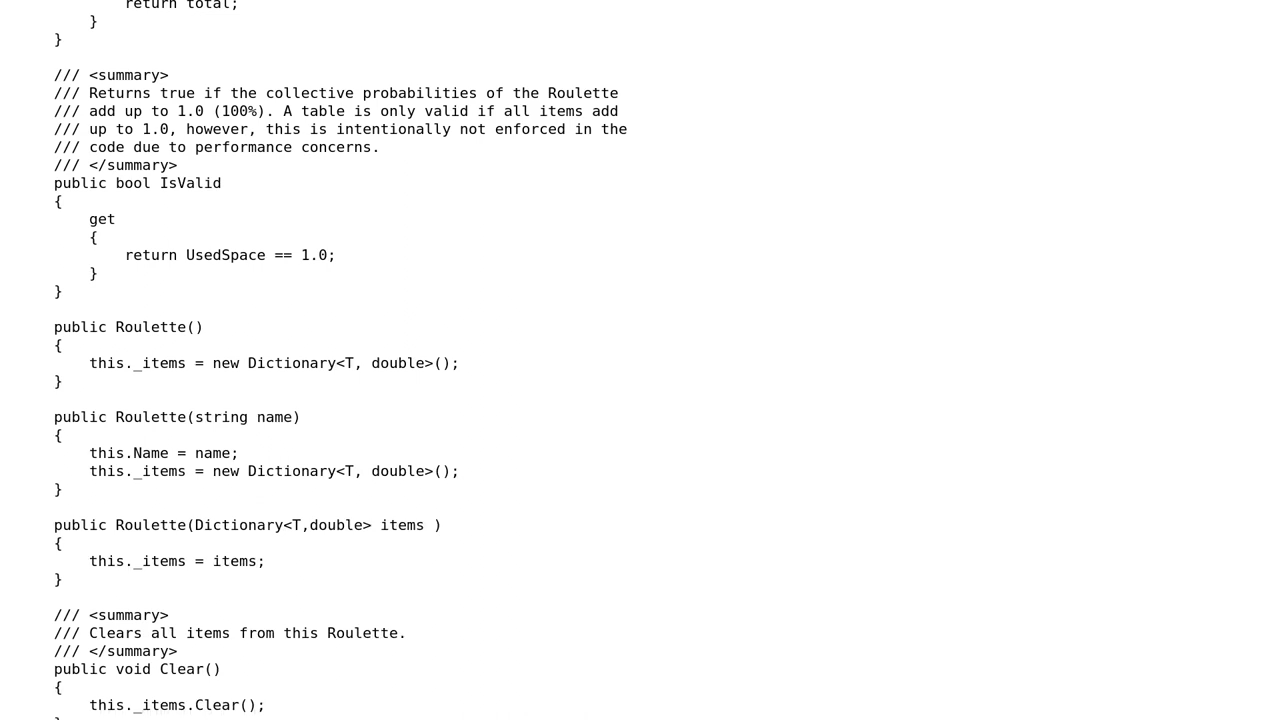 return total;
}
}
/// <summary>
/// Returns true if the collective probabilities of the Roulette
/// add up to 1.0 (100%). A table is only valid if all items add
/// up to 1.0, however, this is intentionally not enforced in the
/// code due to performance concerns.
/// </summary>
public bool IsValid
{
get
{
return UsedSpace == 1.0;
}
}
public Roulette()
{
this._items = new Dictionary<T, double>();
}
public Roulette(string name)
{
this.Name = name;
this._items = new Dictionary<T, double>();
}
public Roulette(Dictionary<T,double> items )
{
this._items = items;
}
/// <summary>
/// Clears all items from this Roulette.
/// </summary>
public void Clear()
{
this._items.Clear();
}